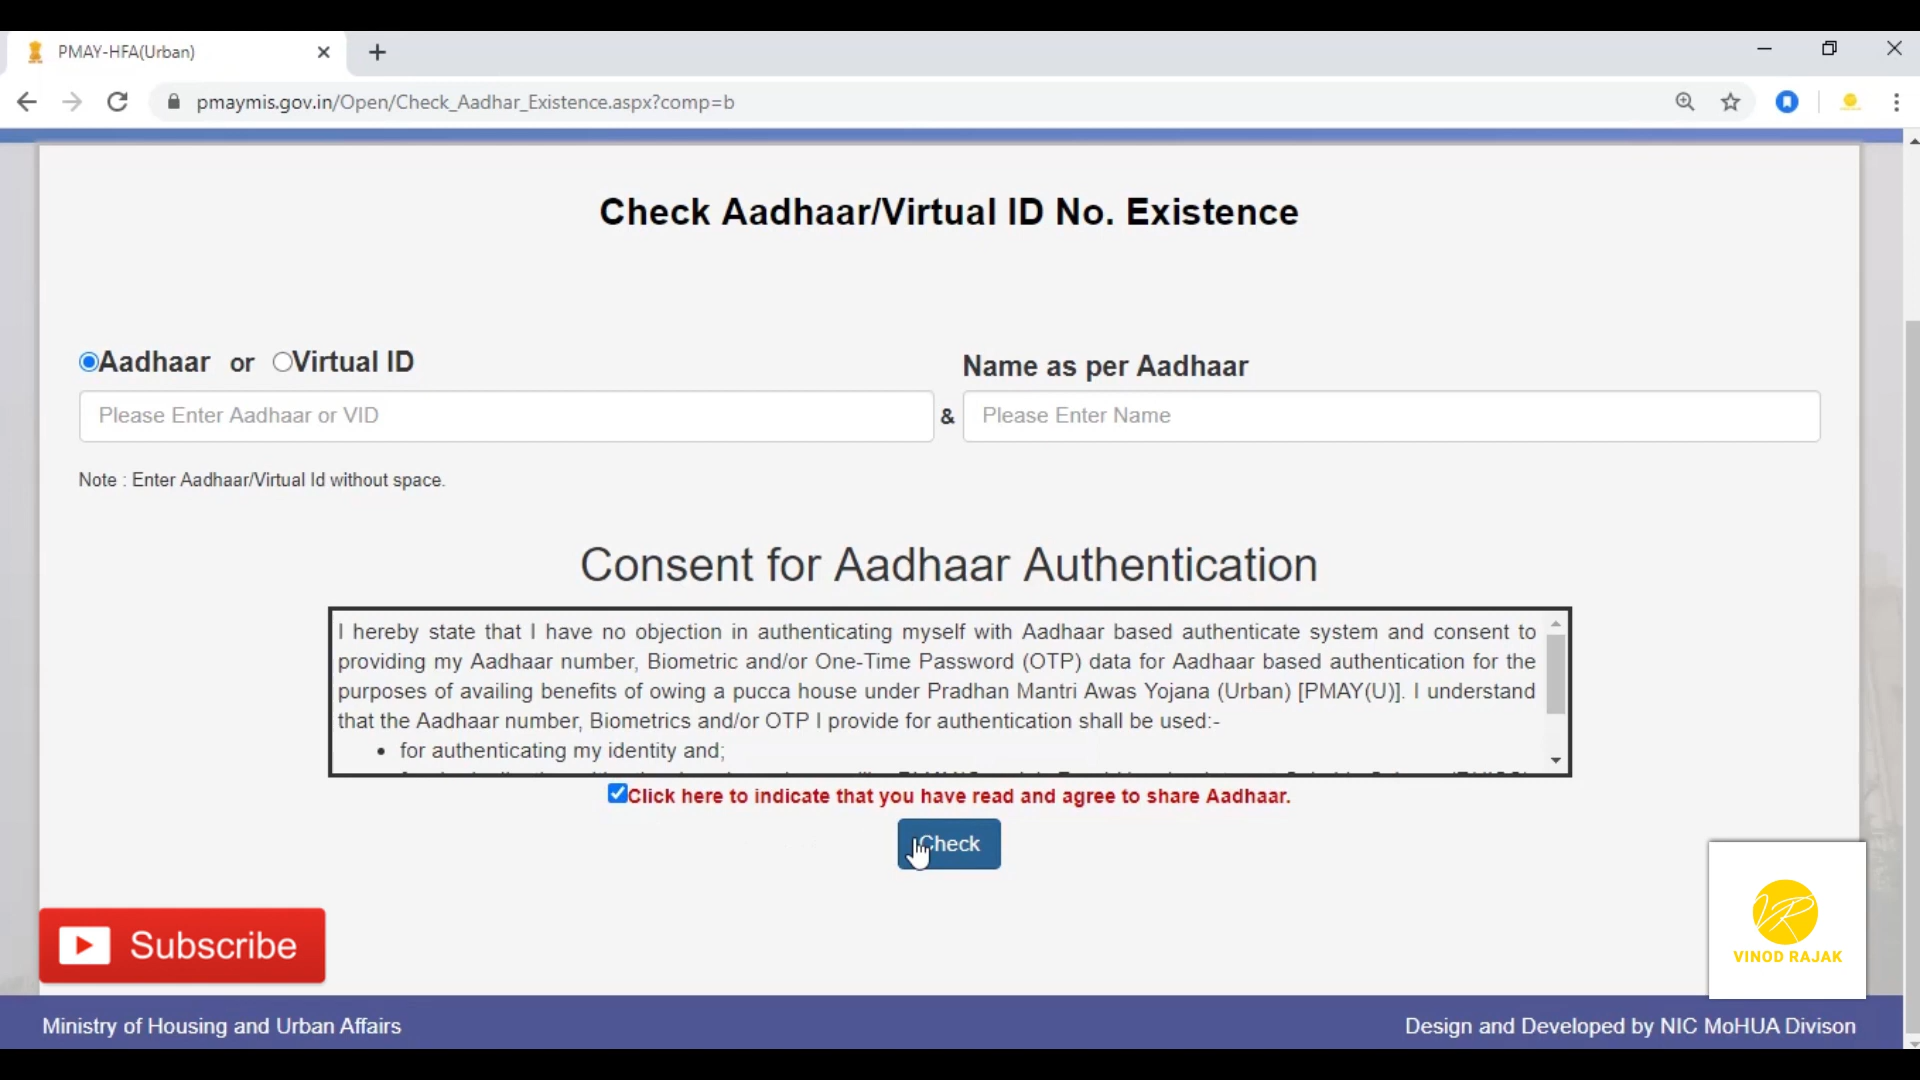 PMAY-HFA(Urban)
pmaymis.gov.in/Open/Check_Aadhar_Existence.aspx?comp=b
Check Aadhaar/Virtual ID No. Existence
Aadhaar or Virtual ID
Name as per Aadhaar
Please Enter Aadhaar or VID
&
Please Enter Name
Note : Enter Aadhaar/Virtual Id without space.
Consent for Aadhaar Authentication
I hereby state that I have no objection in authenticating myself with Aadhaar based authenticate system and consent to
providing my Aadhaar number, Biometric and/or One-Time Password (OTP) data for Aadhaar based authentication for the
purposes of availing benefits of owing a pucca house under Pradhan Mantri Awas Yojana (Urban) [PMAY(U)]. I understand
that the Aadhaar number, Biometrics and/or OTP I provide for authentication shall be used:-
• for authenticating my identity and;
Click here to indicate that you have read and agree to share Aadhaar.
Check
Subscribe
VR
VINOD RAJAK
Ministry of Housing and Urban Affairs
Design and Developed by NIC MoHUA Divison